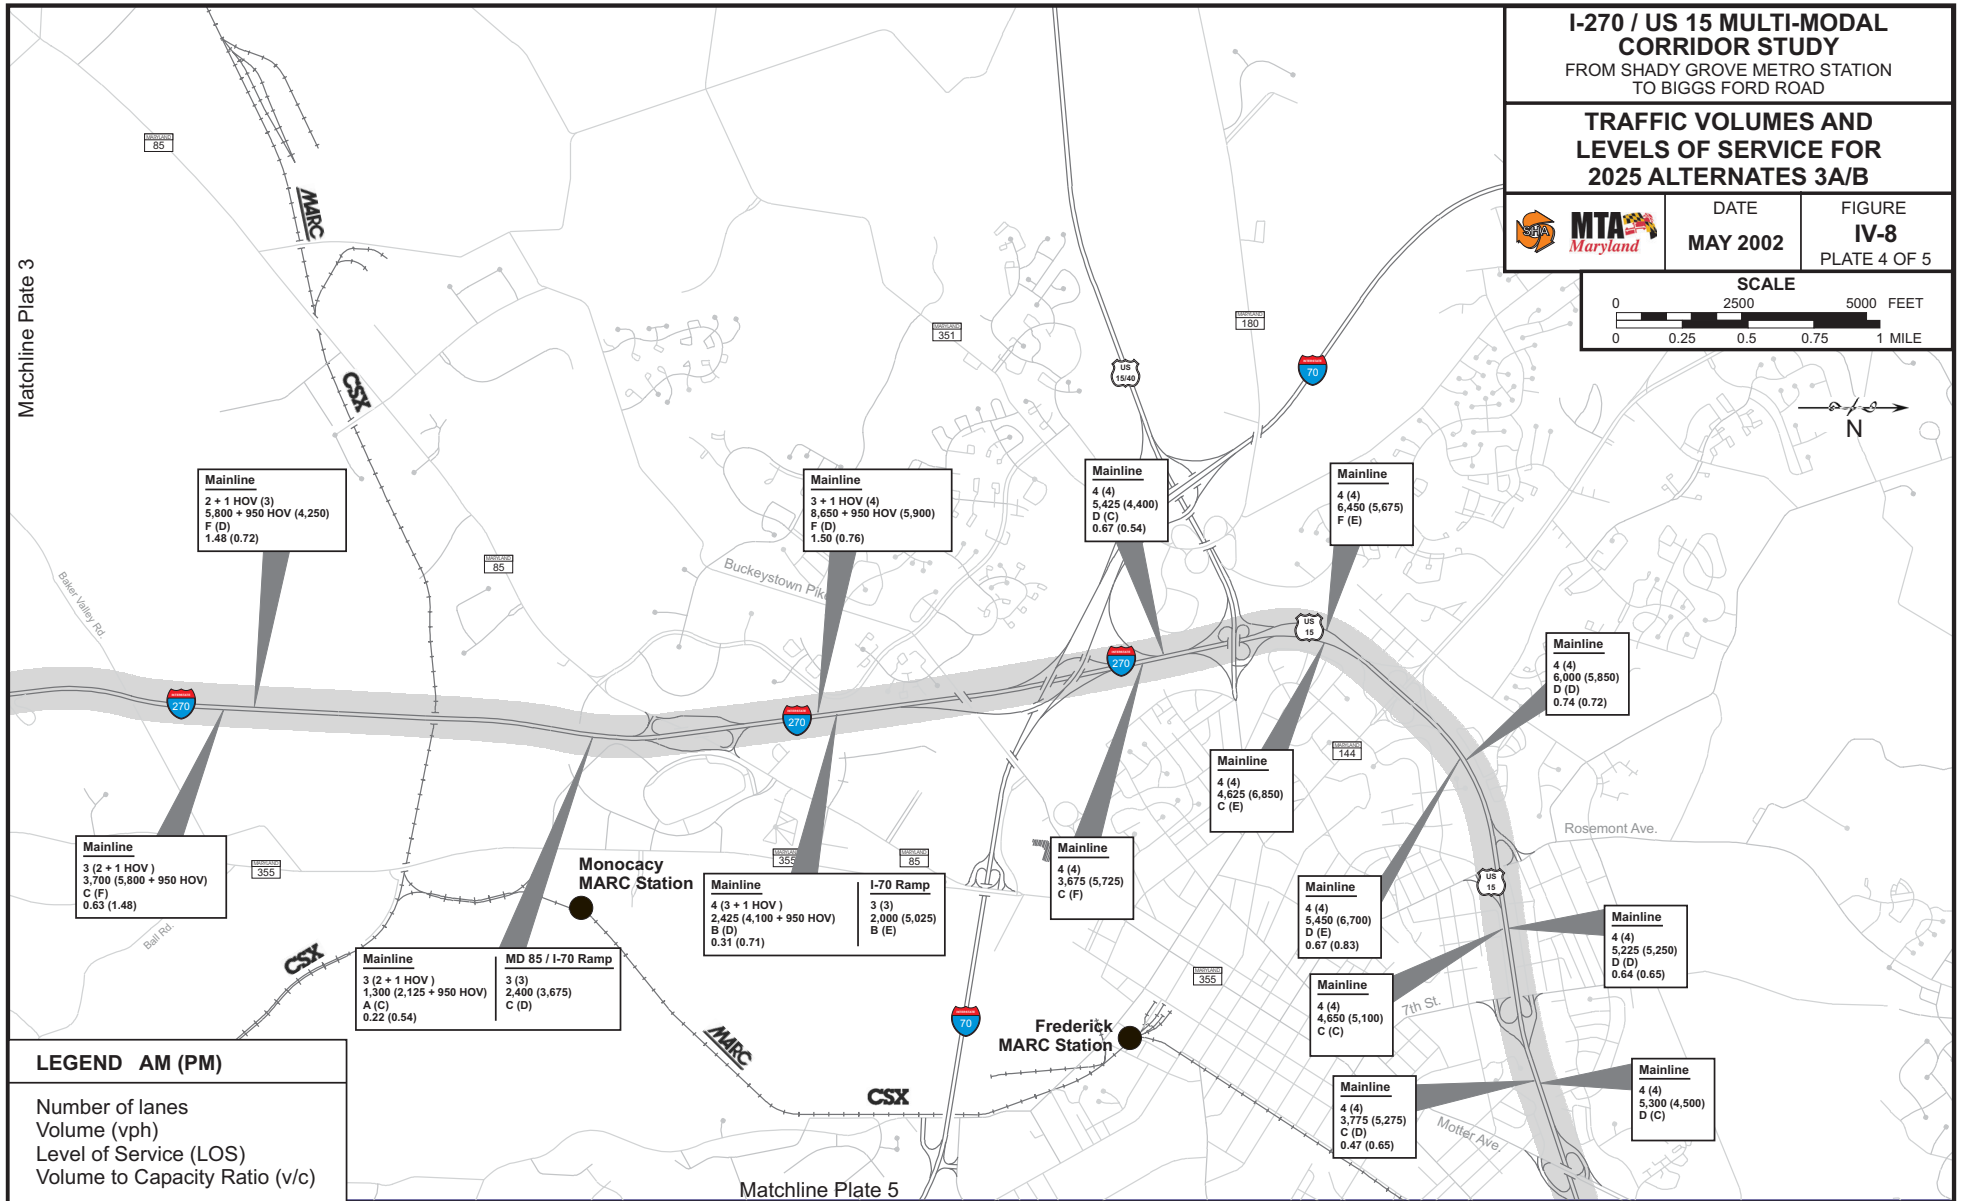 I-270 / US 15 MULTI-MODAL
CORRIDOR STUDY
FROM SHADY GROVE METRO STATION
TO BIGGS FORD ROAD
TRAFFIC VOLUMES AND
LEVELS OF SERVICE FOR
2025 ALTERNATES 3A/B
SHA
MTA
Maryland
DATE
MAY 2002
FIGURE
IV-8
PLATE 4 OF 5
SCALE
0 2500 5000 FEET
0 0.25 0.5 0.75 1 MILE
N
Matchline Plate 3
MARYLAND
85
MARC
CSX
MARYLAND
351
MARYLAND
180
US
15/40
INTERSTATE
70
Mainline
2 + 1 HOV (3)
5,800 + 950 HOV (4,250)
F (D)
1.48 (0.72)
Mainline
3 + 1 HOV (4)
8,650 + 950 HOV (5,900)
F (D)
1.50 (0.76)
Mainline
4 (4)
5,425 (4,400)
D (C)
0.67 (0.54)
Mainline
4 (4)
6,450 (5,675)
F (E)
MARYLAND
85
Buckeystown Pike
Baker Valley Rd.
US
15
Mainline
4 (4)
6,000 (5,850)
D (D)
0.74 (0.72)
INTERSTATE
270
INTERSTATE
270
INTERSTATE
270
MARYLAND
144
Mainline
4 (4)
4,625 (6,850)
C (E)
Rosemont Ave.
Mainline
3 (2 + 1 HOV )
3,700 (5,800 + 950 HOV)
C (F)
0.63 (1.48)
MARYLAND
355
Ball Rd.
Monocacy
MARC Station
MARYLAND
355
MARYLAND
85
Mainline
4 (3 + 1 HOV )
2,425 (4,100 + 950 HOV)
B (D)
0.31 (0.71)
I-70 Ramp
3 (3)
2,000 (5,025)
B (E)
Mainline
4 (4)
3,675 (5,725)
C (F)
US
15
Mainline
4 (4)
5,450 (6,700)
D (E)
0.67 (0.83)
Mainline
4 (4)
5,225 (5,250)
D (D)
0.64 (0.65)
CSX
Mainline
3 (2 + 1 HOV )
1,300 (2,125 + 950 HOV)
A (C)
0.22 (0.54)
MD 85 / I-70 Ramp
3 (3)
2,400 (3,675)
C (D)
MARYLAND
355
Mainline
4 (4)
4,650 (5,100)
C (C)
7th St.
INTERSTATE
70
Frederick
MARC Station
MARC
CSX
Mainline
4 (4)
3,775 (5,275)
C (D)
0.47 (0.65)
Mainline
4 (4)
5,300 (4,500)
D (C)
Motter Ave.
LEGEND AM (PM)
Number of lanes
Volume (vph)
Level of Service (LOS)
Volume to Capacity Ratio (v/c)
Matchline Plate 5